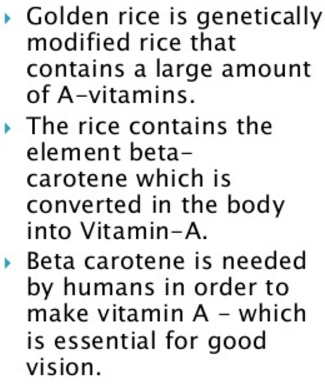 Golden rice is genetically
modified rice that
contains a large amount
of A-vitamins.
The rice contains the
element beta-
carotene which is
converted in the body
into Vitamin-A.
Beta carotene is needed
by humans in order to
make vitamin A - which
is essential for good
vision.